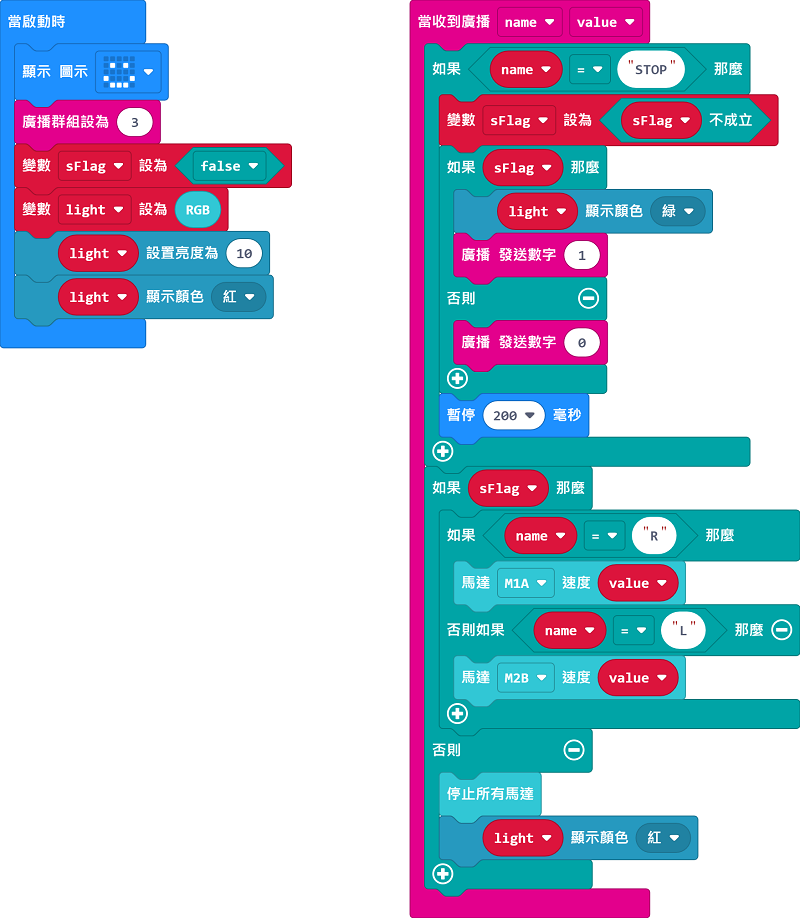 當啟動時
顯示 圖示
廣播群組設為 3
變數 sFlag 設為 false
變數 light 設為 RGB
light 設置亮度為 10
light 顯示顏色 紅
當收到廣播 name value
如果 name = "STOP" 那麼
變數 sFlag 設為 sFlag 不成立
如果 sFlag 那麼
light 顯示顏色 綠
廣播 發送數字 1
否則
廣播 發送數字 0
暫停 200 毫秒
如果 sFlag 那麼
如果 name = "R" 那麼
馬達 M1A 速度 value
否則如果 name = "L" 那麼
馬達 M2B 速度 value
否則
停止所有馬達
light 顯示顏色 紅